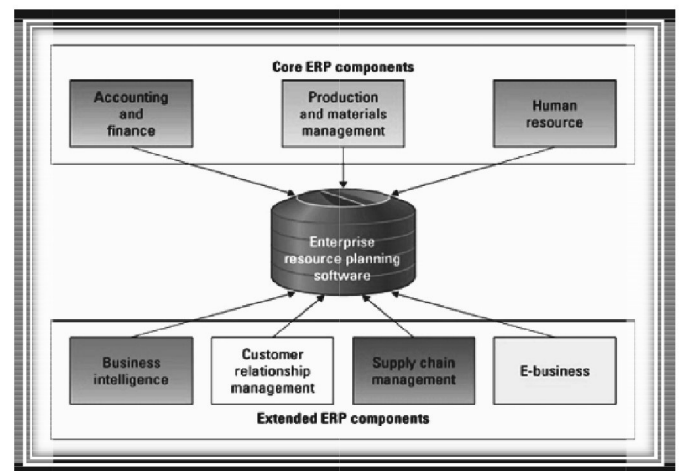 Core ERP components
Accounting
and
finance
Production
and materials
management
Human
resource
Enterprise
resource planning
software
Business
intelligence
Customer
relationship
management
Supply chain
management
E-business
Extended ERP components